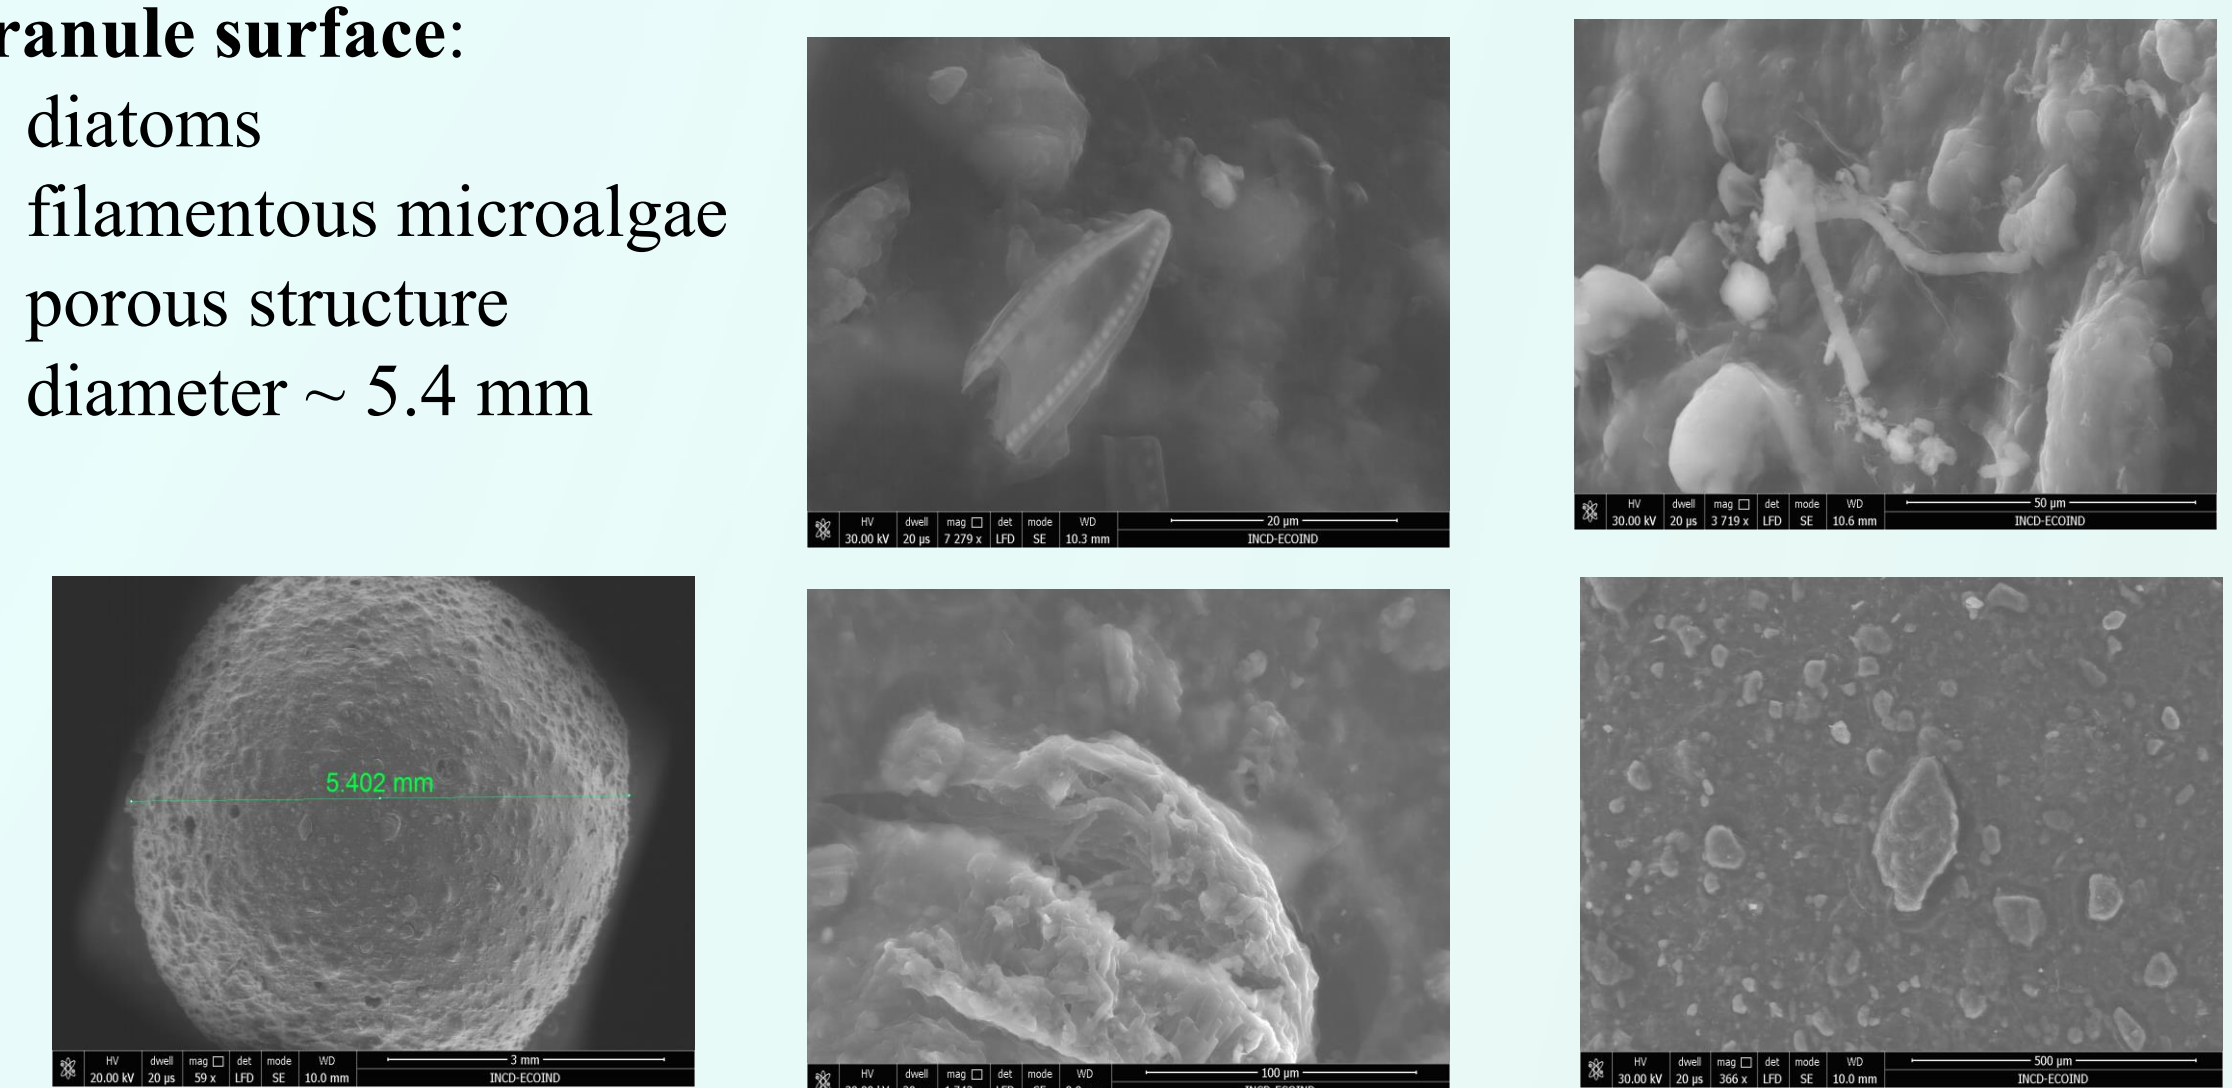 ranule surface:
diatoms
filamentous microalgae
porous structure
diameter ~ 5.4 mm
HV dwell mag det mode WD 20 µm
30.00 kV 20 µs 7 279 x LFD SE 10.3 mm INCD-ECOIND
HV dwell mag det mode WD 50 µm
30.00 kV 20 µs 3 719 x LFD SE 10.6 mm INCD-ECOIND
5.402 mm
HV dwell mag det mode WD 3 mm
20.00 kV 20 µs 59 x LFD SE 10.0 mm INCD-ECOIND
HV dwell mag det mode WD 100 µm
HV dwell mag det mode WD 500 µm
30.00 kV 20 µs 366 x LFD SE 10.0 mm INCD-ECOIND